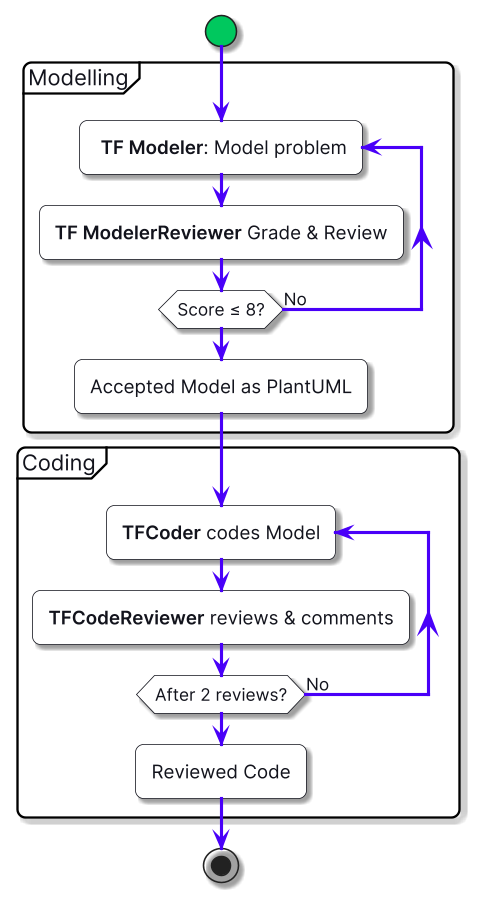 Modelling
TF Modeler: Model problem
TF ModelerReviewer Grade & Review
Score ≤ 8?
No
Accepted Model as PlantUML
Coding
TFCoder codes Model
TFCodeReviewer reviews & comments
After 2 reviews?
No
Reviewed Code